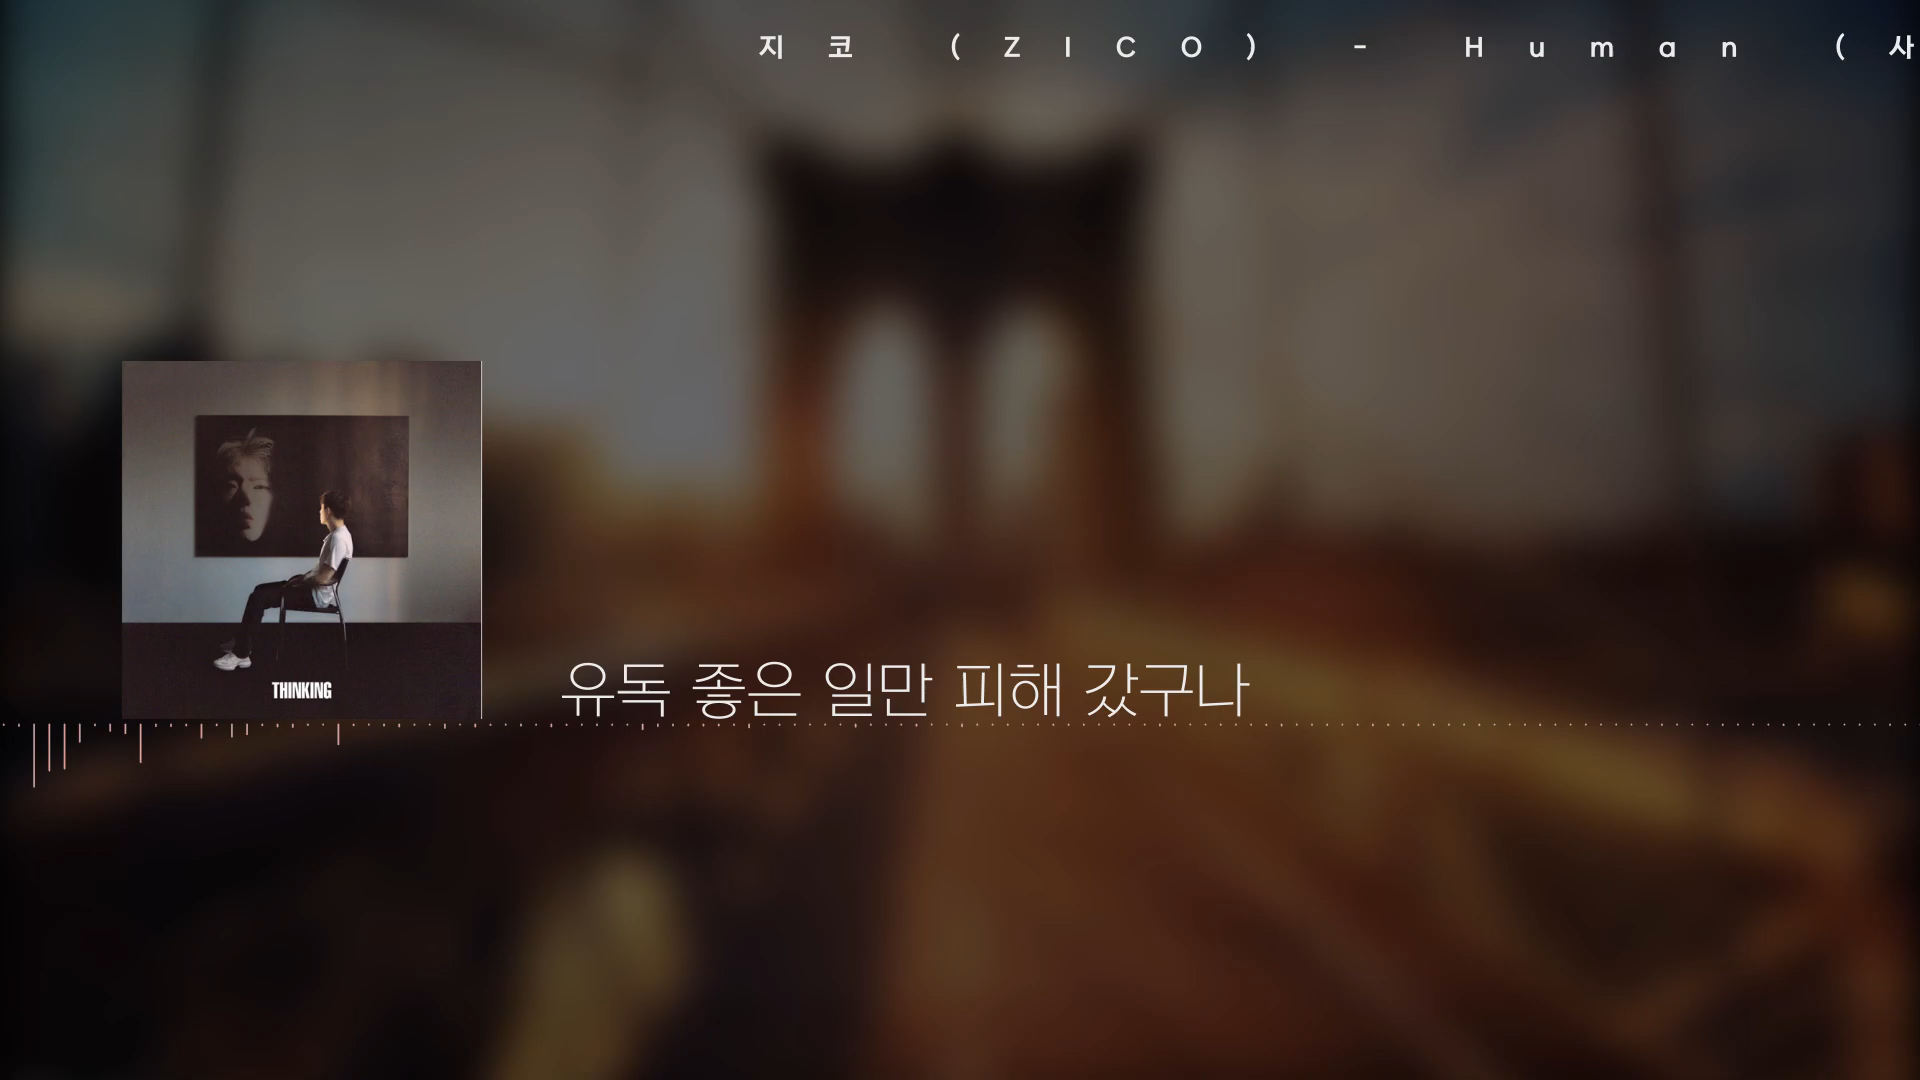 지코 (ZICO) - Human (사
THINKING
유독 좋은 일만 피해 갔구나